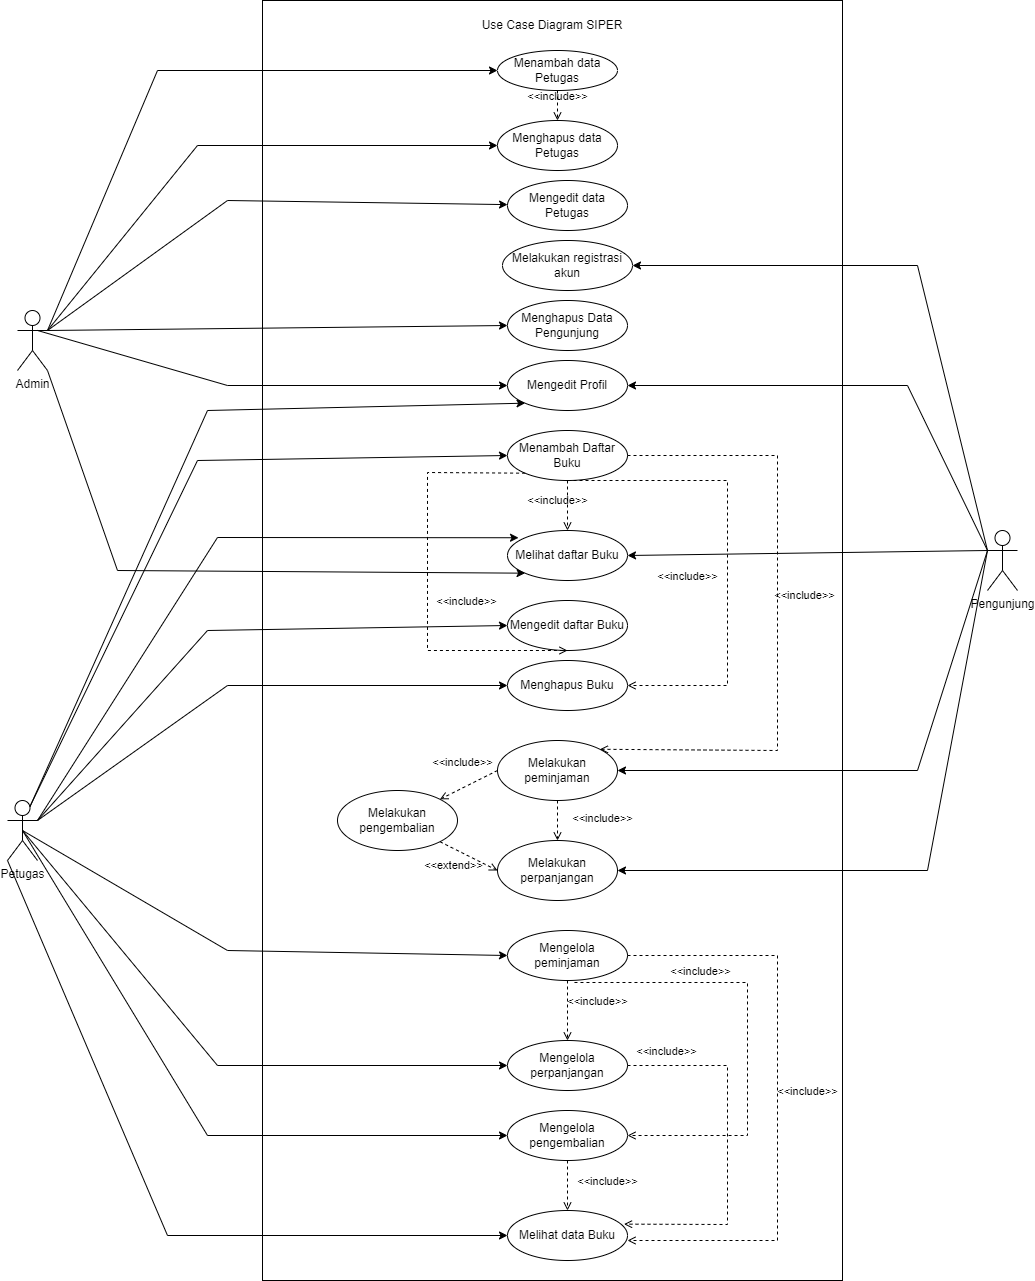 Use Case Diagram SIPER
Menambah data
Petugas
<<include>>
Menghapus data
Petugas
Mengedit data
Petugas
Melakukan registrasi
akun
Menghapus Data
Pengunjung
Admin
Mengedit Profil
Menambah Daftar
Buku
<<include>>
Melihat daftar Buku
<<include>>
<<include>>
<<include>>
Pengunjung
Mengedit daftar Buku
Menghapus Buku
Melakukan
peminjaman
<<include>>
Melakukan
pengembalian
<<include>>
<<extend>>
Melakukan
perpanjangan
Petugas
Mengelola
peminjaman
<<include>>
<<include>>
Mengelola
perpanjangan
<<include>>
<<include>>
Mengelola
pengembalian
<<include>>
Melihat data Buku